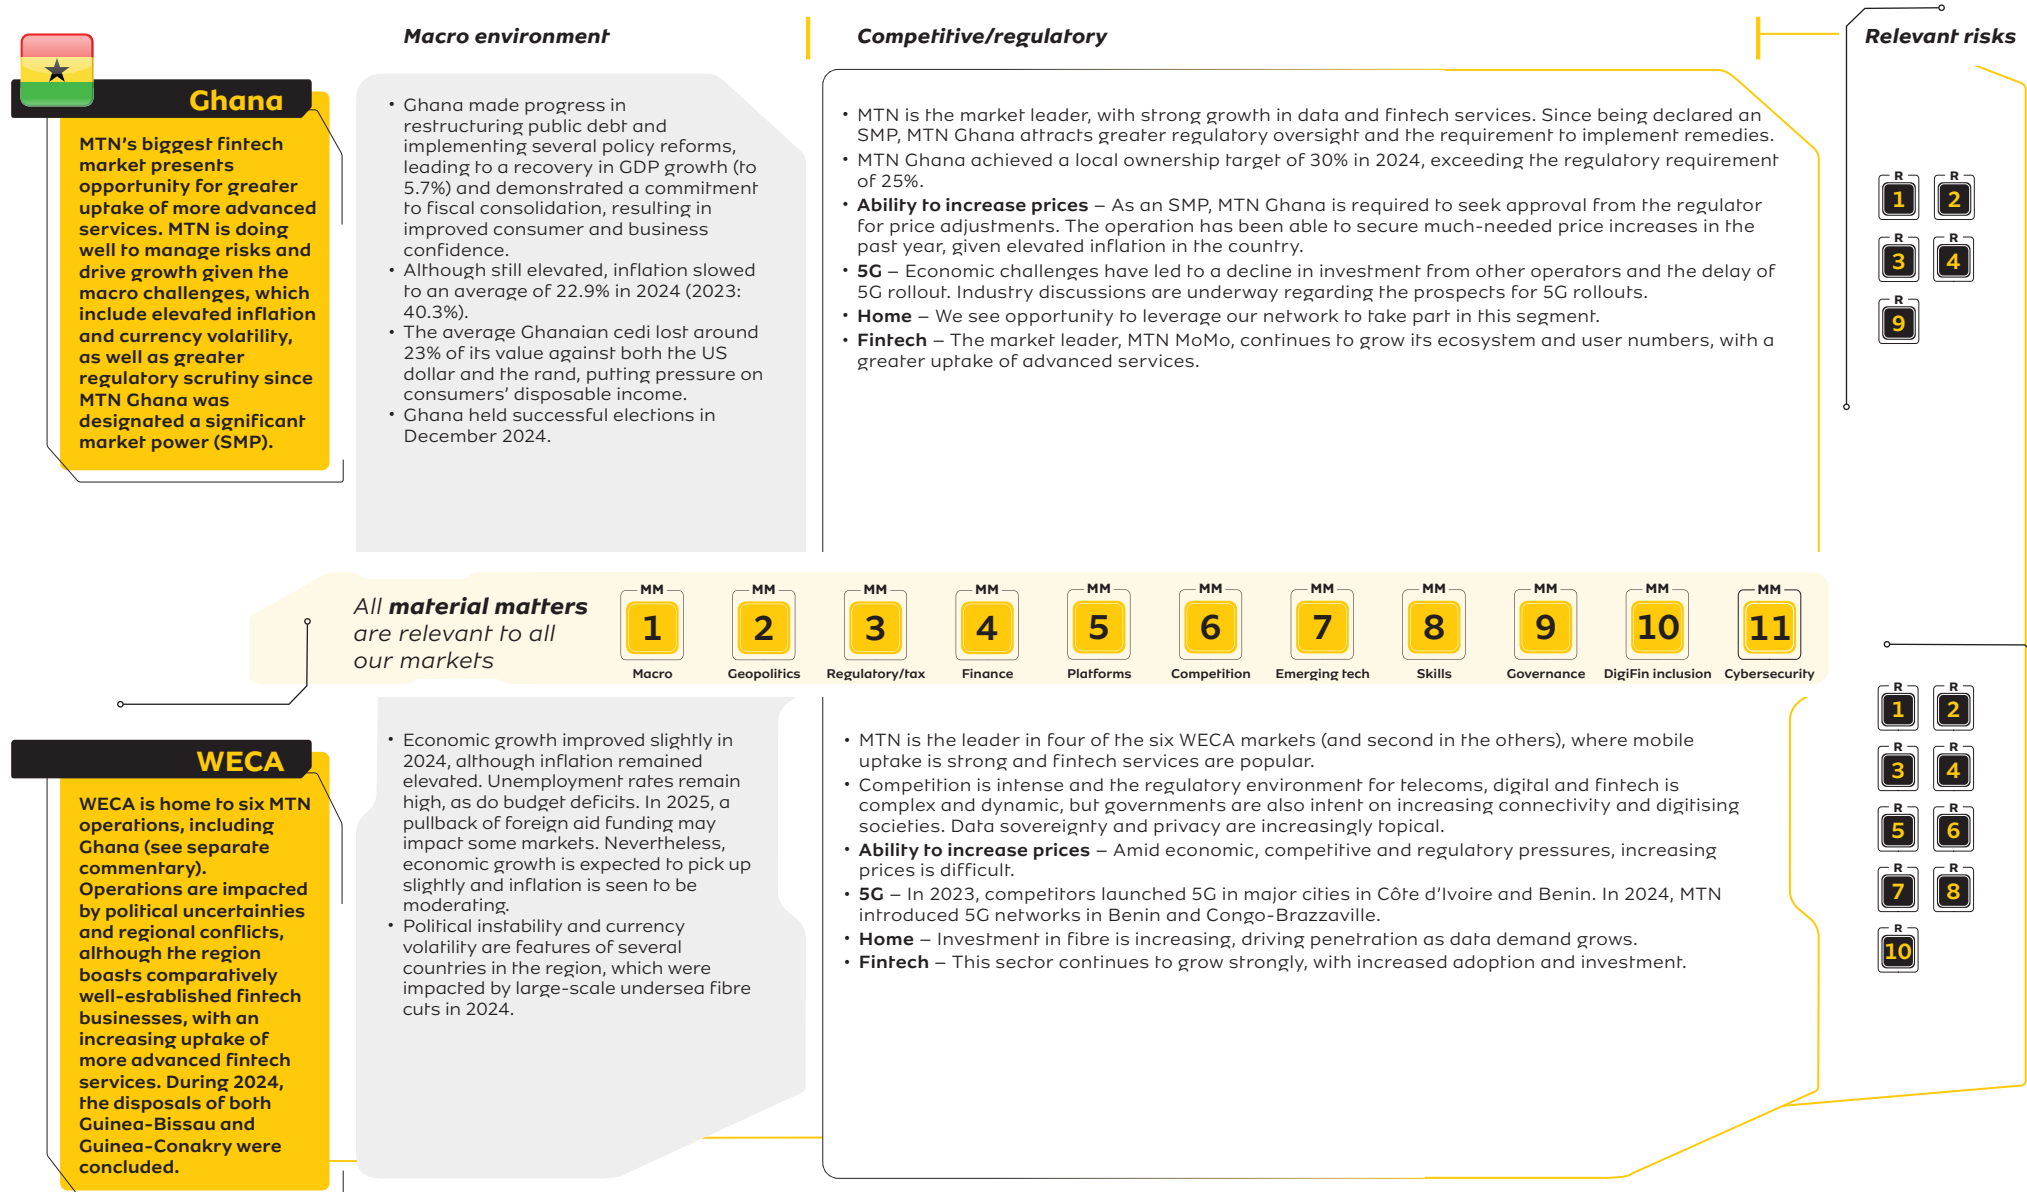 Macro environment
Competitive/regulatory
Relevant risks
Ghana
MTN's biggest fintech
market presents
opportunity for greater
uptake of more advanced
services. MTN is doing
well to manage risks and
drive growth given the
macro challenges, which
include elevated inflation
and currency volatility,
as well as greater
regulatory scrutiny since
MTN Ghana was
designated a significant
market power (SMP).
• Ghana made progress in
restructuring public debt and
implementing several policy reforms,
leading to a recovery in GDP growth (to
5.7%) and demonstrated a commitment
to fiscal consolidation, resulting in
improved consumer and business
confidence.
• Although still elevated, inflation slowed
to an average of 22.9% in 2024 (2023:
40.3%).
• The average Ghanaian cedi lost around
23% of its value against both the US
dollar and the rand, putting pressure on
consumers' disposable income.
• Ghana held successful elections in
December 2024.
• MTN is the market leader, with strong growth in data and fintech services. Since being declared an
SMP, MTN Ghana attracts greater regulatory oversight and the requirement to implement remedies.
• MTN Ghana achieved a local ownership target of 30% in 2024, exceeding the regulatory requirement
of 25%.
• Ability to increase prices – As an SMP, MTN Ghana is required to seek approval from the regulator
for price adjustments. The operation has been able to secure much-needed price increases in the
past year, given elevated inflation in the country.
• 5G – Economic challenges have led to a decline in investment from other operators and the delay of
5G rollout. Industry discussions are underway regarding the prospects for 5G rollouts.
• Home – We see opportunity to leverage our network to take part in this segment.
• Fintech – The market leader, MTN MoMo, continues to grow its ecosystem and user numbers, with a
greater uptake of advanced services.
R R
1 2
R R
3 4
R
9
All material matters
are relevant to all
our markets
MM MM MM MM MM MM MM MM MM MM MM
1 2 3 4 5 6 7 8 9 10 11
Macro Geopolitics Regulatory/tax Finance Platforms Competition Emerging tech Skills Governance DigiFin inclusion Cybersecurity
WECA
WECA is home to six MTN
operations, including
Ghana (see separate
commentary).
Operations are impacted
by political uncertainties
and regional conflicts,
although the region
boasts comparatively
well-established fintech
businesses, with an
increasing uptake of
more advanced fintech
services. During 2024,
the disposals of both
Guinea-Bissau and
Guinea-Conakry were
concluded.
• Economic growth improved slightly in
2024, although inflation remained
elevated. Unemployment rates remain
high, as do budget deficits. In 2025, a
pullback of foreign aid funding may
impact some markets. Nevertheless,
economic growth is expected to pick up
slightly and inflation is seen to be
moderating.
• Political instability and currency
volatility are features of several
countries in the region, which were
impacted by large-scale undersea fibre
cuts in 2024.
• MTN is the leader in four of the six WECA markets (and second in the others), where mobile
uptake is strong and fintech services are popular.
• Competition is intense and the regulatory environment for telecoms, digital and fintech is
complex and dynamic, but governments are also intent on increasing connectivity and digitising
societies. Data sovereignty and privacy are increasingly topical.
• Ability to increase prices – Amid economic, competitive and regulatory pressures, increasing
prices is difficult.
• 5G – In 2023, competitors launched 5G in major cities in Côte d'Ivoire and Benin. In 2024, MTN
introduced 5G networks in Benin and Congo-Brazzaville.
• Home – Investment in fibre is increasing, driving penetration as data demand grows.
• Fintech – This sector continues to grow strongly, with increased adoption and investment.
R R
1 2
R R
3 4
R R
5 6
R R
7 8
R
10